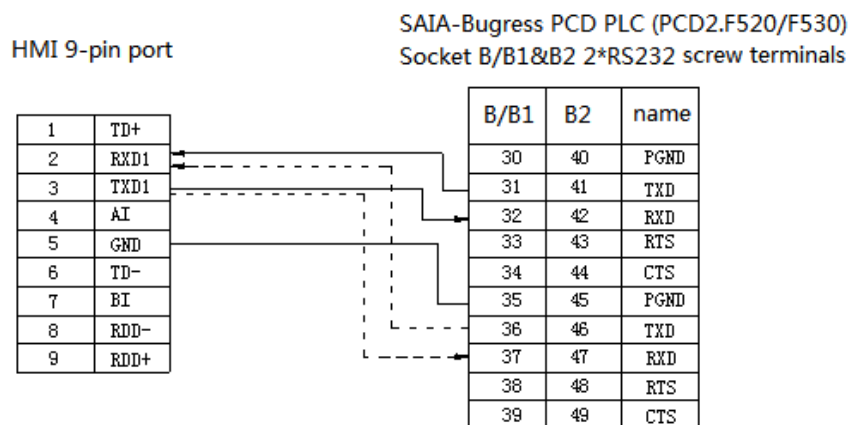 SAIA-Bugress PCD PLC (PCD2.F520/F530)
HMI 9-pin port
Socket B/B1&B2 2*RS232 screw terminals
B/B1 B2 name
1 TD+
2 RXD1
3 TXD1
4 AI
5 GND
6 TD-
7 BI
8 RDD-
9 RDD+
30 40 PGND
31 41 TXD
32 42 RXD
33 43 RTS
34 44 CTS
35 45 PGND
36 46 TXD
37 47 RXD
38 48 RTS
39 49 CTS